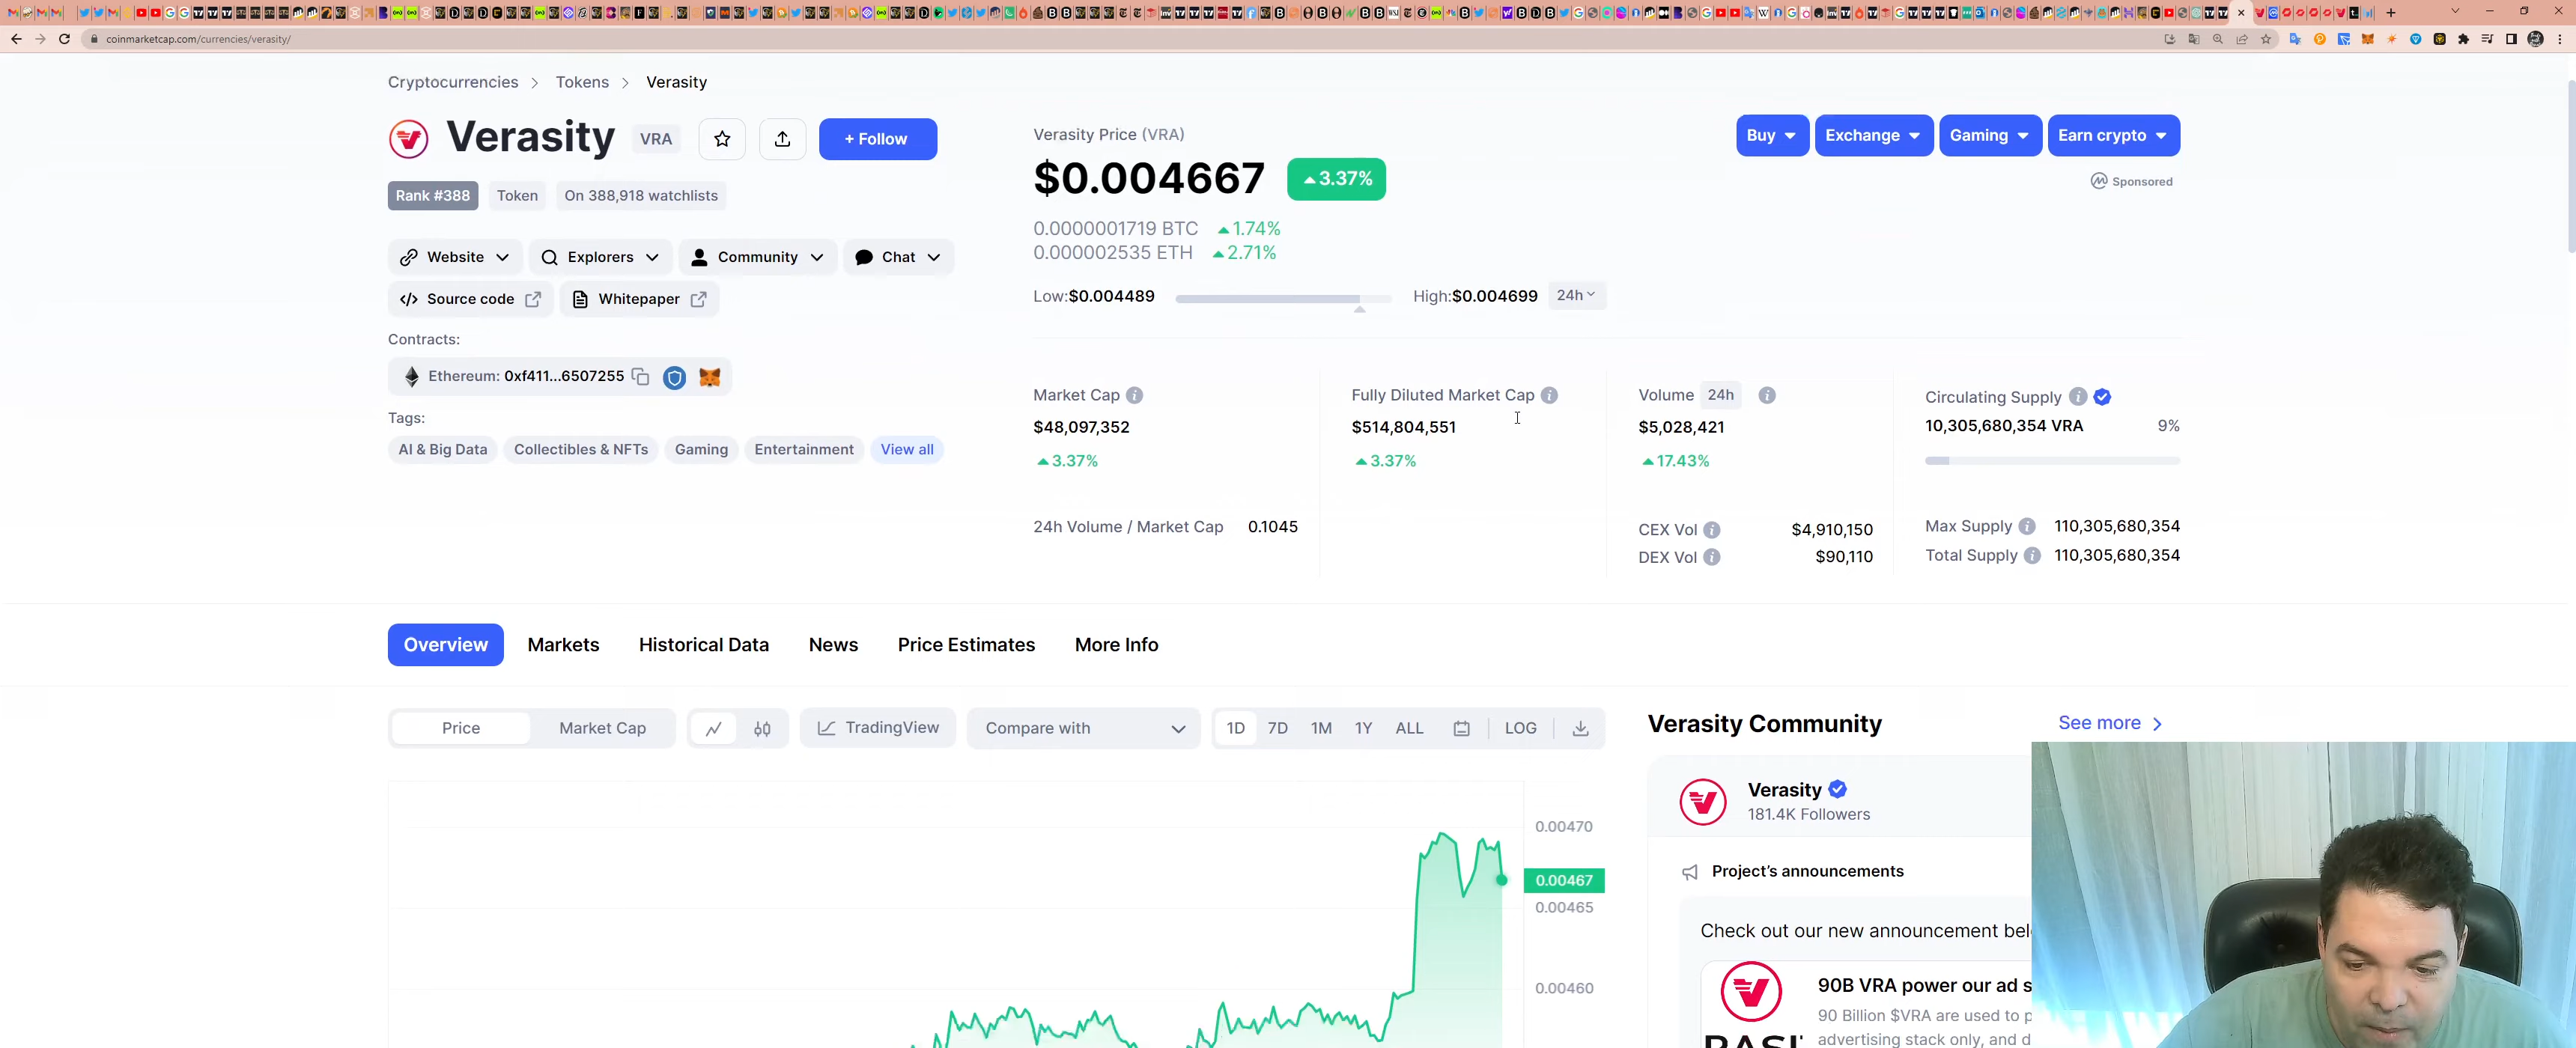 coinmarketcap.com/currencies/verasity/
Cryptocurrencies > Tokens > Verasity
Verasity VRA + Follow
Rank #388 Token On 388,918 watchlists
Website Explorers Community Chat
Source code Whitepaper
Contracts:
Ethereum: 0xf411...6507255
Tags:
AI & Big Data Collectibles & NFTs Gaming Entertainment View all
Verasity Price (VRA)
$0.004667 3.37%
0.0000001719 BTC 1.74%
0.000002535 ETH 2.71%
Low:$0.004489 High:$0.004699 24h
Buy Exchange Gaming Earn crypto
Sponsored
Market Cap
$48,097,352
3.37%
24h Volume / Market Cap 0.1045
Fully Diluted Market Cap
$514,804,551
3.37%
Volume 24h
$5,028,421
17.43%
CEX Vol $4,910,150
DEX Vol $90,110
Circulating Supply
10,305,680,354 VRA 9%
Max Supply 110,305,680,354
Total Supply 110,305,680,354
Overview Markets Historical Data News Price Estimates More Info
Price Market Cap TradingView Compare with 1D 7D 1M 1Y ALL LOG
0.00470
0.00467
0.00465
0.00460
Verasity Community See more >
Verasity
181.4K Followers
Project's announcements
Check out our new announcement bel
90B VRA power our ad s
90 Billion $VRA are used to p
advertising stack only, and d